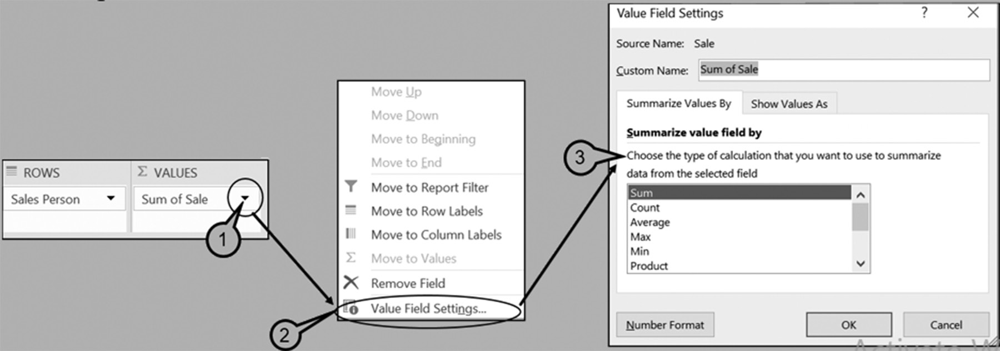 ROWS
Σ VALUES
Sales Person
Sum of Sale
1
Move Up
Move Down
Move to Beginning
Move to End
Move to Report Filter
Move to Row Labels
Move to Column Labels
Σ Move to Values
Remove Field
Value Field Settings...
2
Value Field Settings
?
Source Name: Sale
Custom Name: Sum of Sale
Summarize Values By
Show Values As
Summarize value field by
3
Choose the type of calculation that you want to use to summarize
data from the selected field
Sum
Count
Average
Max
Min
Product
Number Format
OK
Cancel